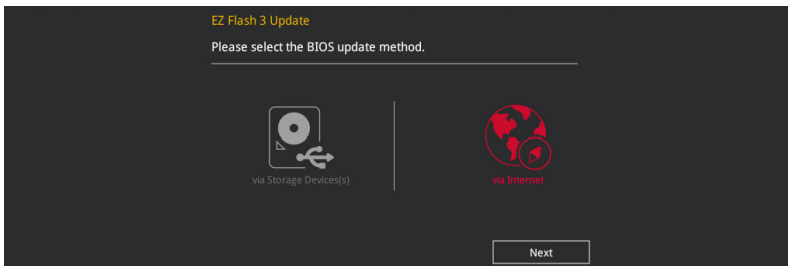 EZ Flash 3 Update
Please select the BIOS update method.
via Storage Devices(s)
via Internet
Next